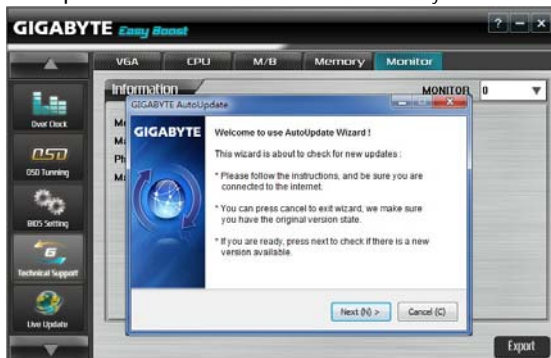 GIGABYTE Easy Boost
? - x
VGA CPU M/B Memory Monitor
Information
MONITOR 0
GIGABYTE AutoUpdate
Over Clock
OSD
OSD Tunning
BIOS Setting
Technical Support
Live Update
GIGABYTE
Welcome to use AutoUpdate Wizard !
This wizard is about to check for new updates :
* Please follow the instructions, and be sure you are
connected to the internet.
* You can press cancel to exit wizard, we make sure
you have the original version state.
* If you are ready, press next to check if there is a new
version available.
Next (N) > Cancel (C)
Export